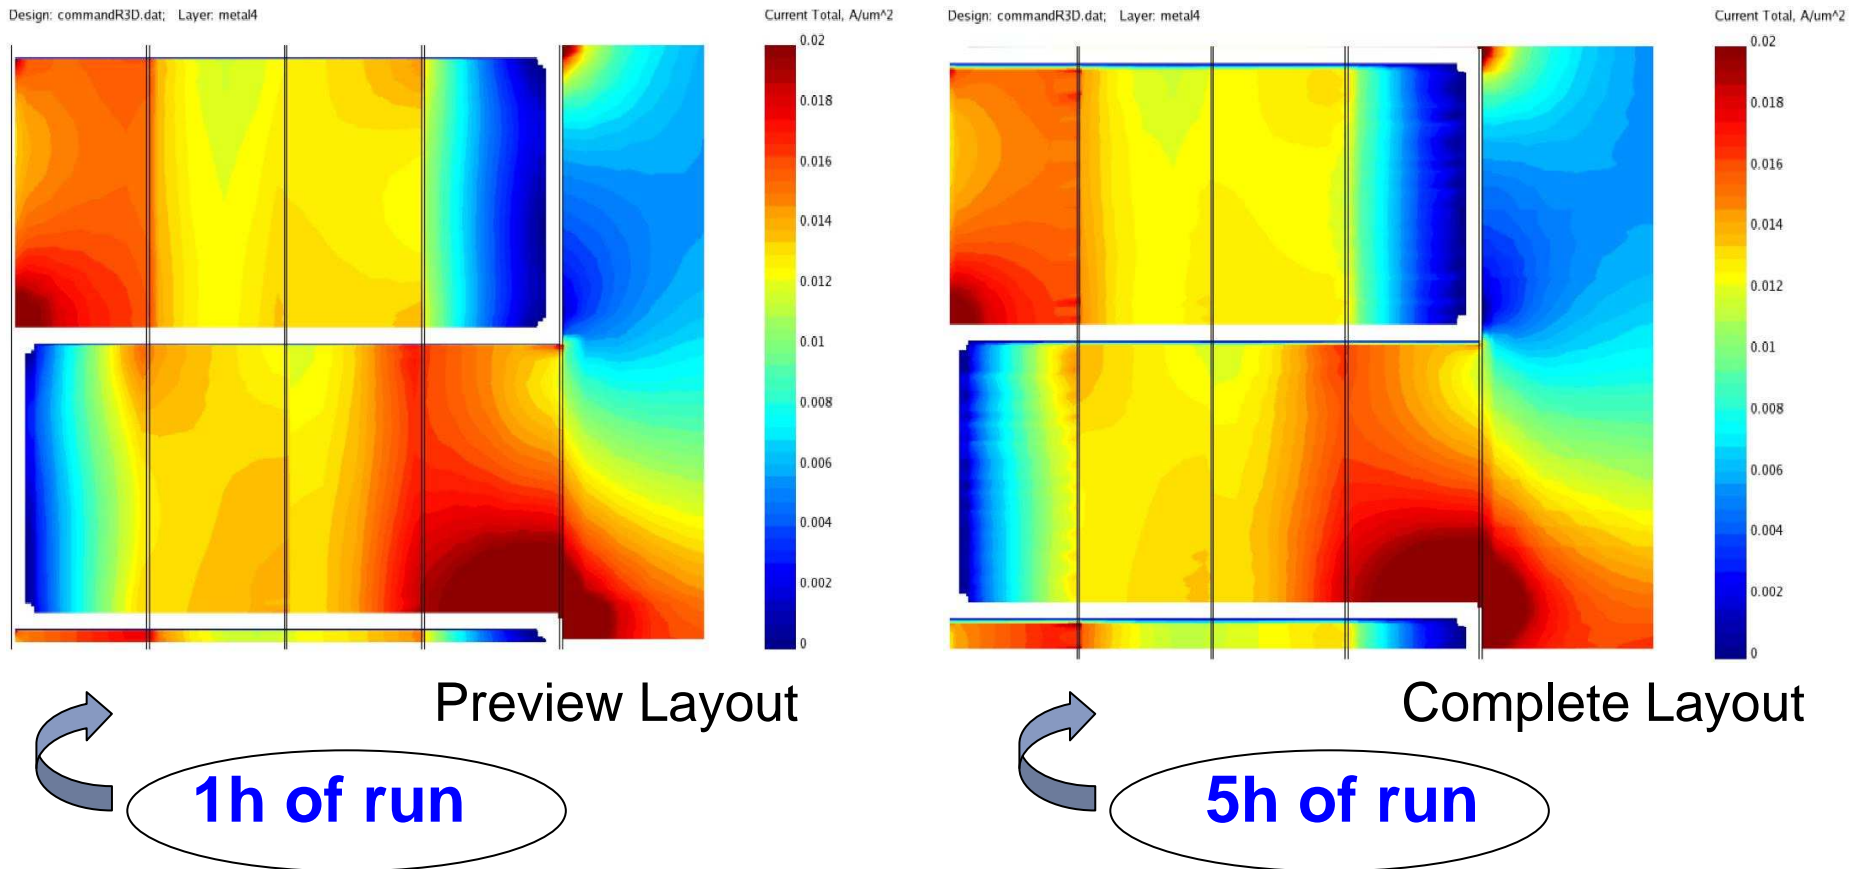 Design: commandR3D.dat; Layer: metal4
Current Total, A/um^2
0.02
0.018
0.016
0.014
0.012
0.01
0.008
0.006
0.004
0.002
0
Preview Layout
1h of run
Design: commandR3D.dat; Layer: metal4
Current Total, A/um^2
0.02
0.018
0.016
0.014
0.012
0.01
0.008
0.006
0.004
0.002
0
Complete Layout
5h of run